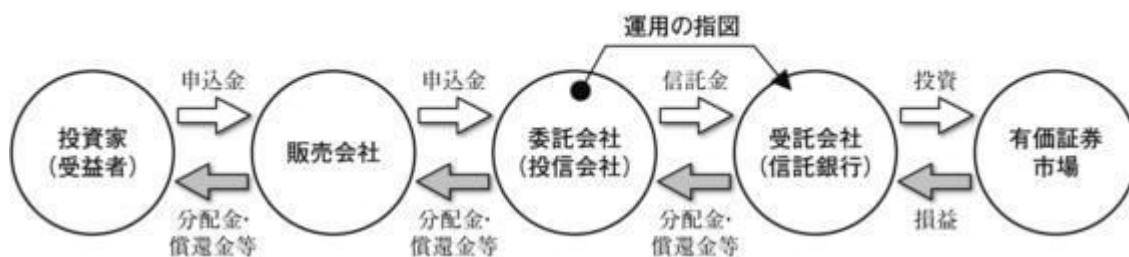 運用の指図
申込金
申込金
信託金
投資
投資家
(受益者)
販売会社
委託会社
(投信会社)
受託会社
(信託銀行)
有価証券
市場
分配金・
償還金等
分配金・
償還金等
分配金・
償還金等
損益